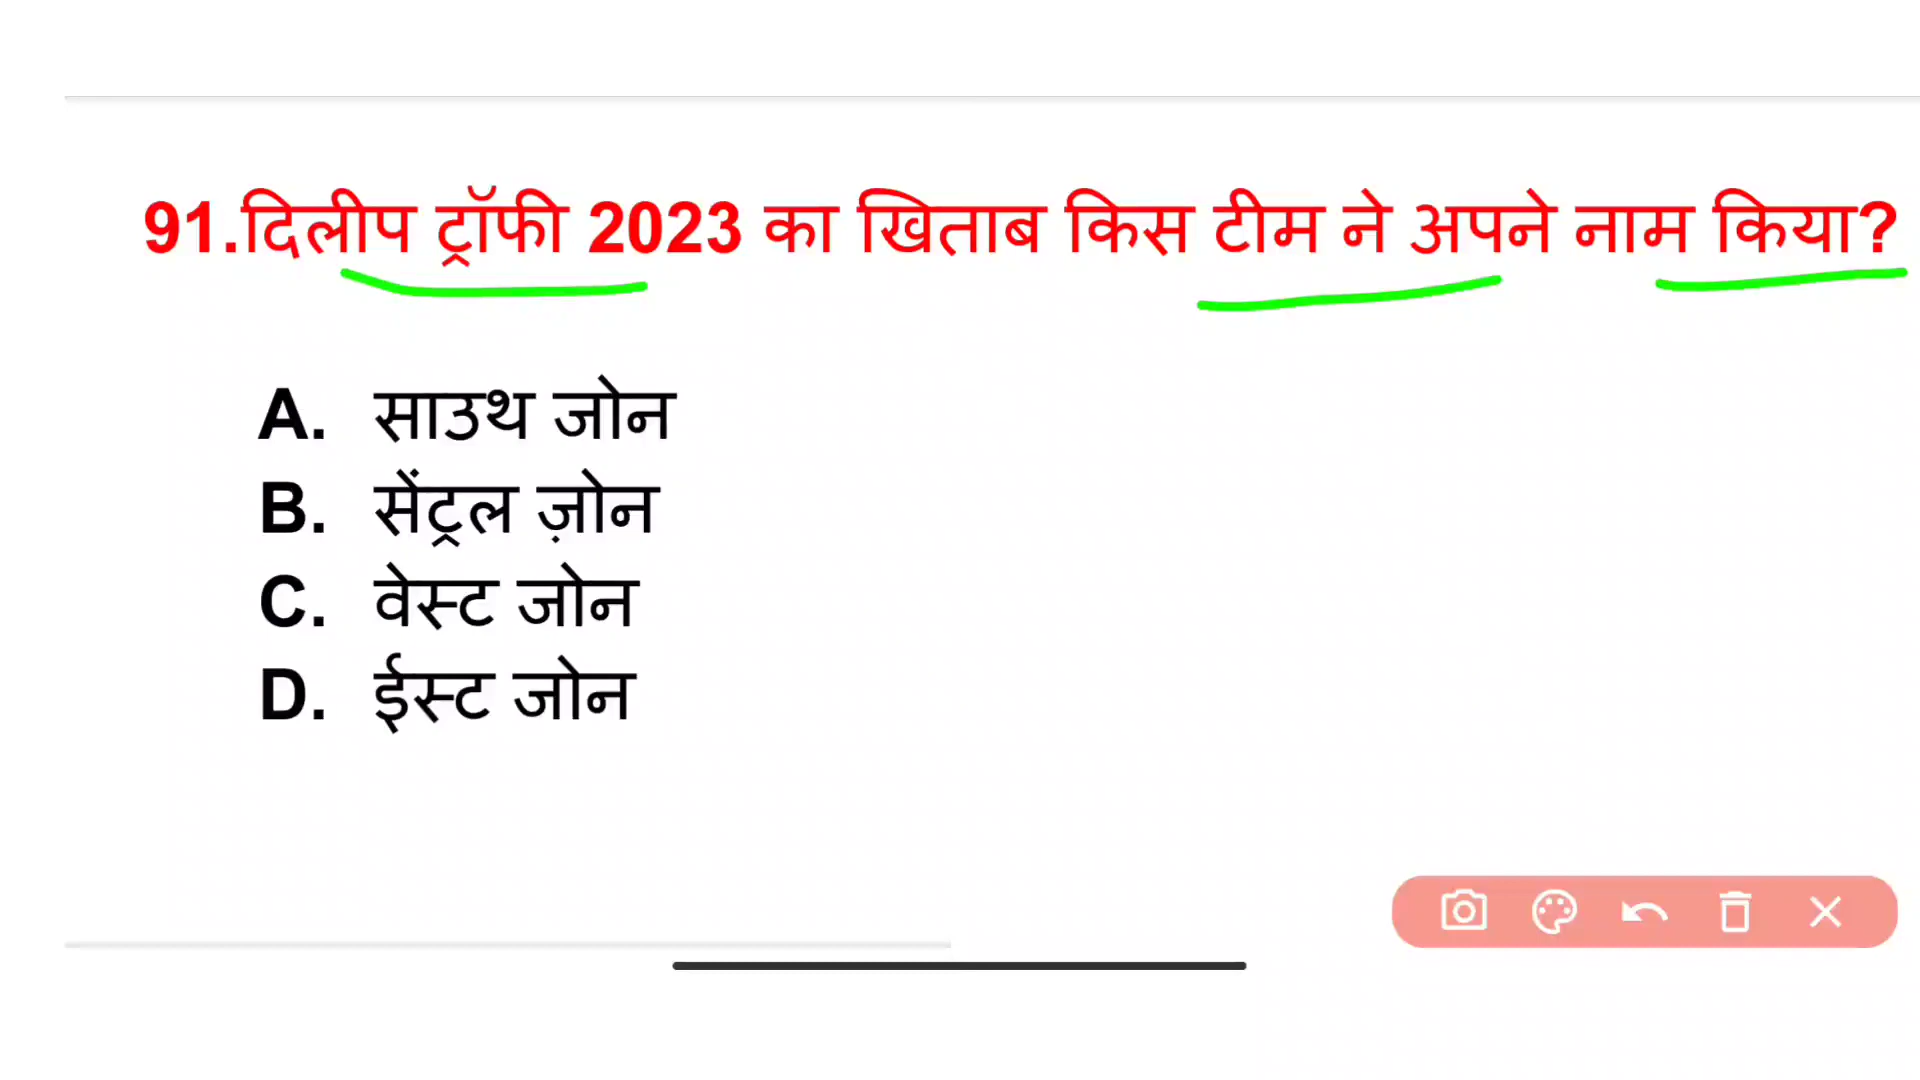 91.दिलीप ट्रॉफी 2023 का खिताब किस टीम ने अपने नाम किया?
A. साउथ जोन
B. सेंट्रल ज़ोन
C. वेस्ट जोन
D. ईस्ट जोन